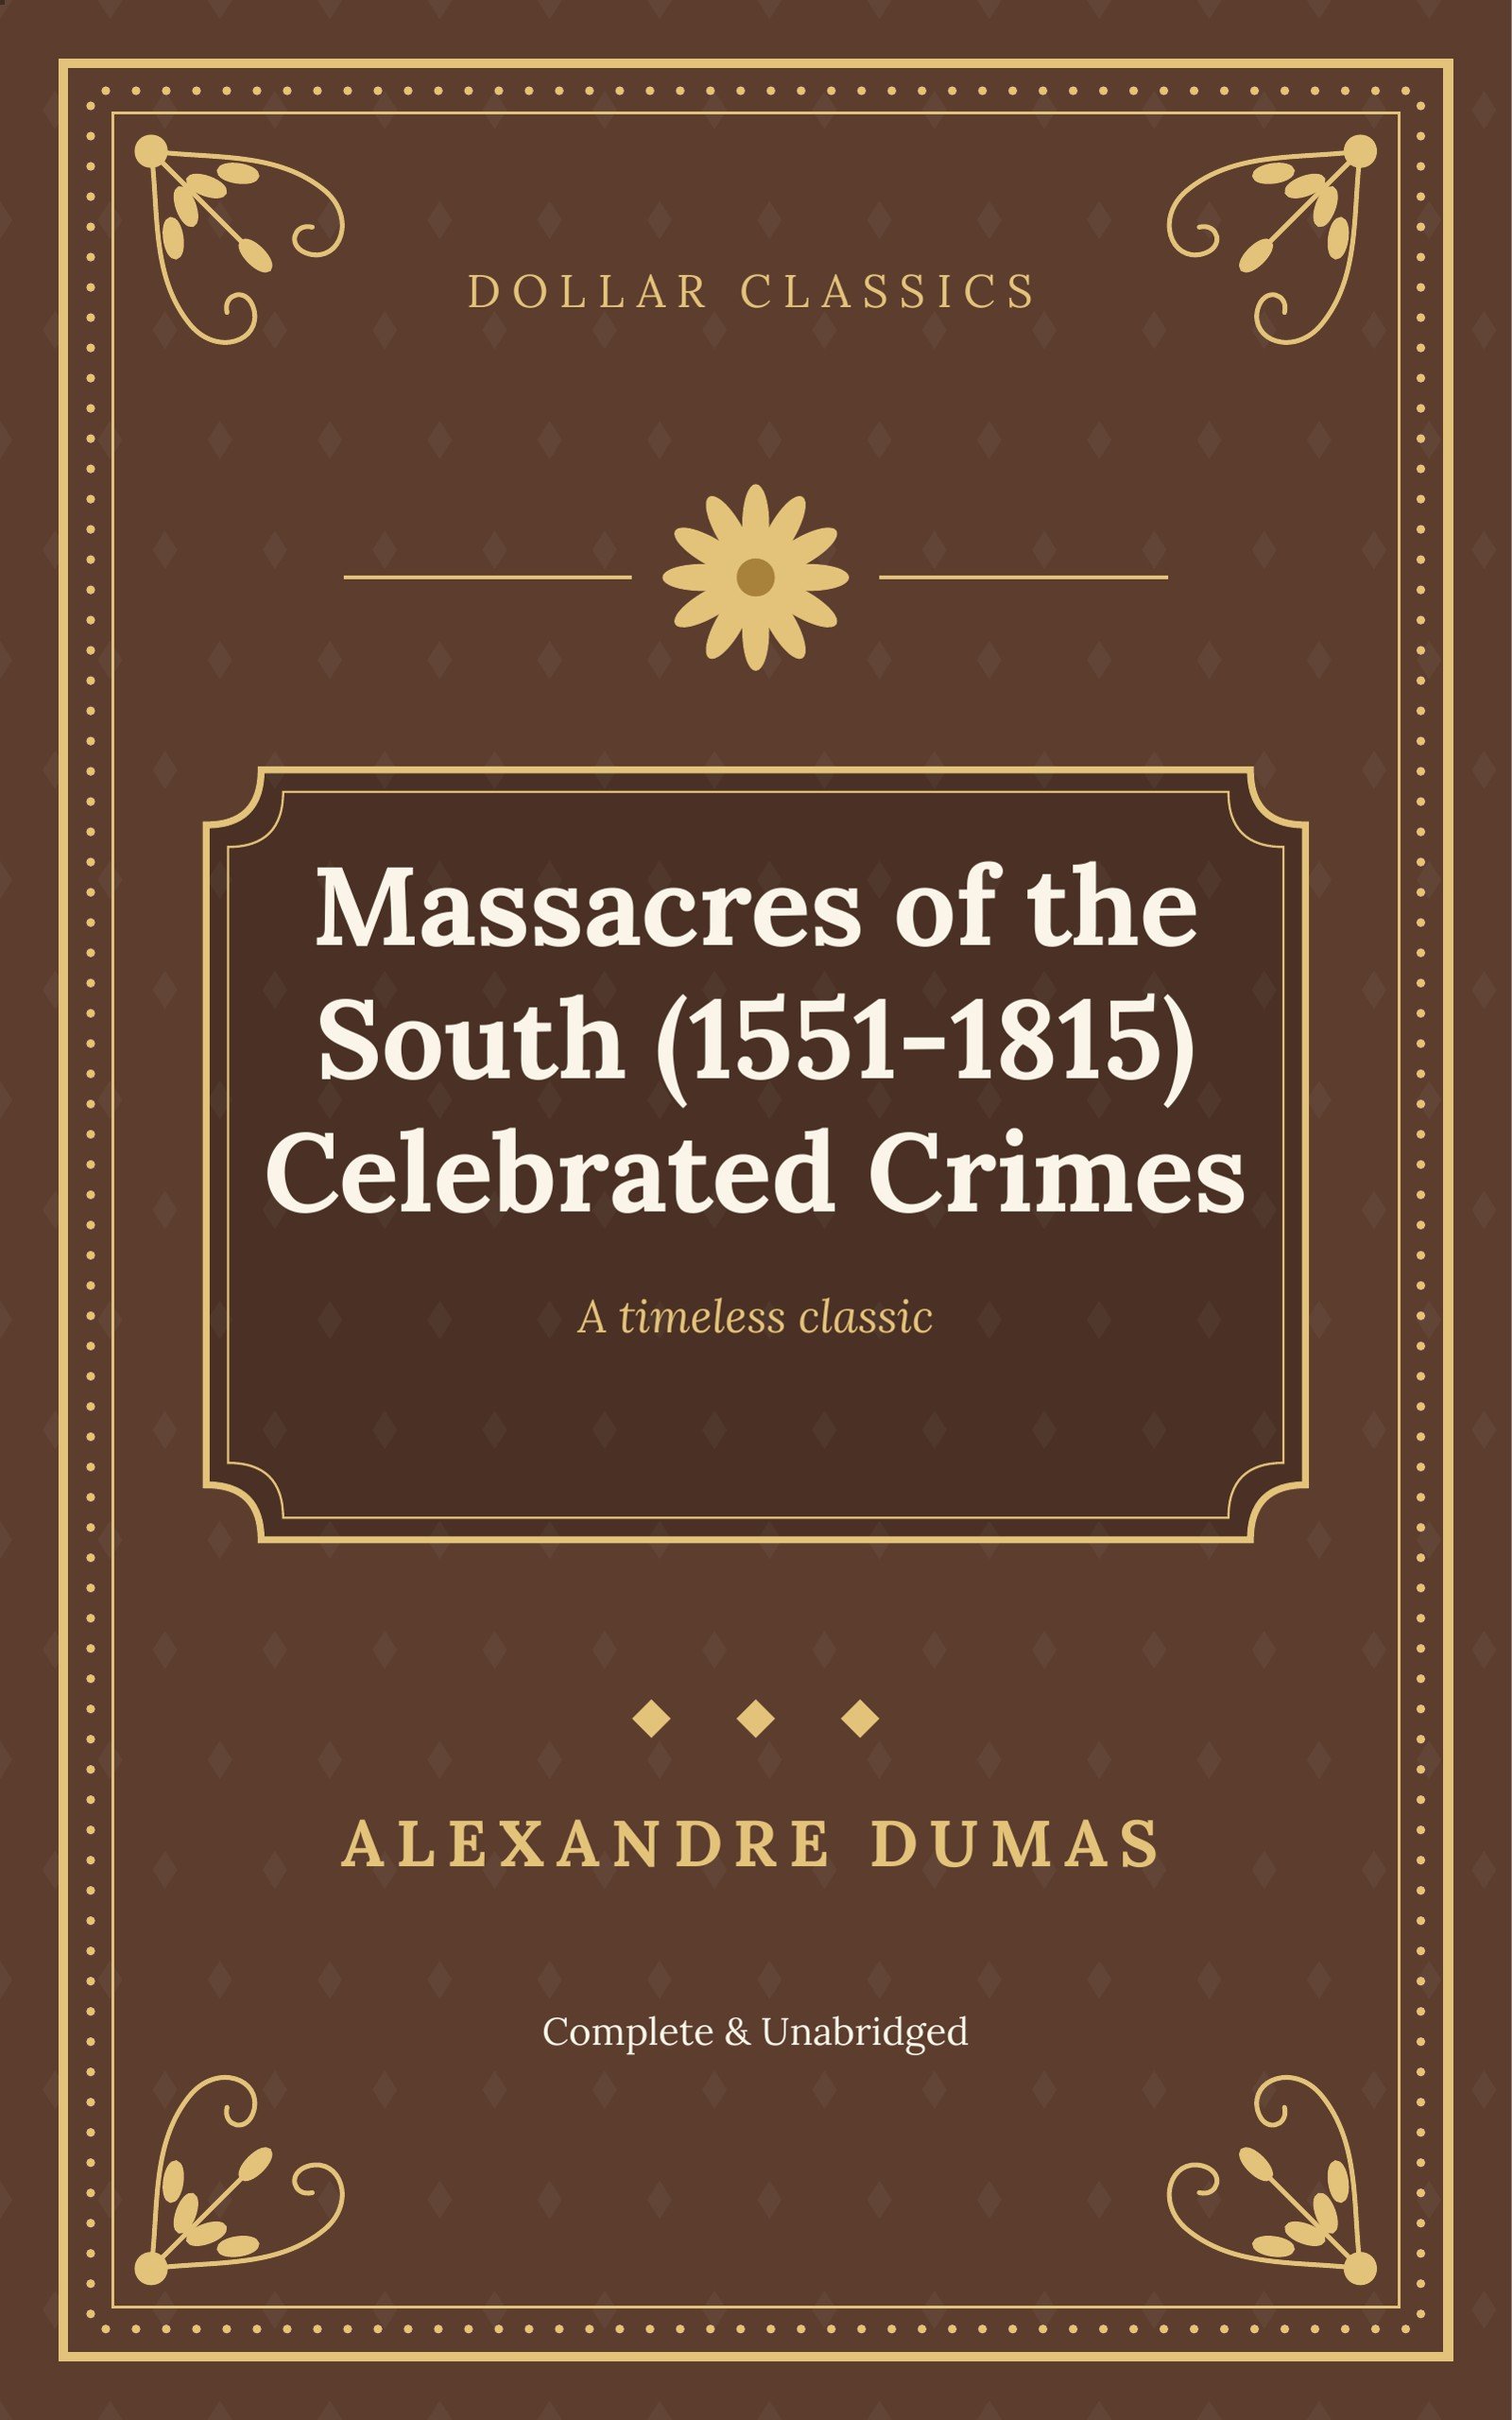 DOLLAR CLASSICS
Massacres of the
South (1551–1815)
Celebrated Crimes
A timeless classic
ALEXANDRE DUMAS
Complete & Unabridged